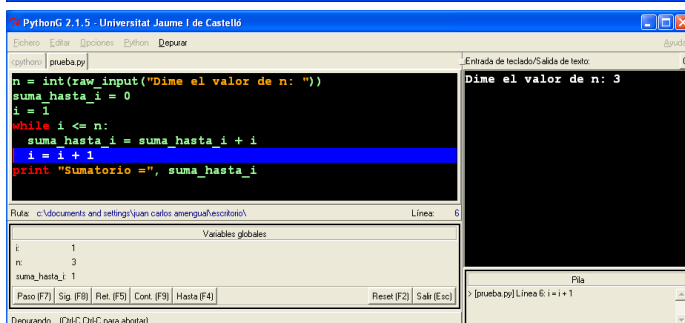 PythonG 2.1.5 - Universitat Jaume I de Castelló
Fichero Editar Opciones Python Depurar Ayuda
<python> prueba.py
Entrada de teclado/Salida de texto:
n = int(raw_input("Dime el valor de n: "))
suma_hasta_i = 0
i = 1
while i <= n:
suma_hasta_i = suma_hasta_i + i
i = i + 1
print "Sumatorio =", suma_hasta_i
Dime el valor de n: 3
Ruta: c:\documents and settings\juan carlos amengual\escritorio\ Línea: 6
Variables globales
i: 1
n: 3
suma_hasta_i: 1
Paso (F7) Sig. (F8) Ret. (F5) Cont. (F9) Hasta (F4) Reset (F2) Salir (Esc)
Pila
> [prueba.py] Línea 6: i = i + 1
Depurando (Ctrl-C Ctrl-C para abortar)